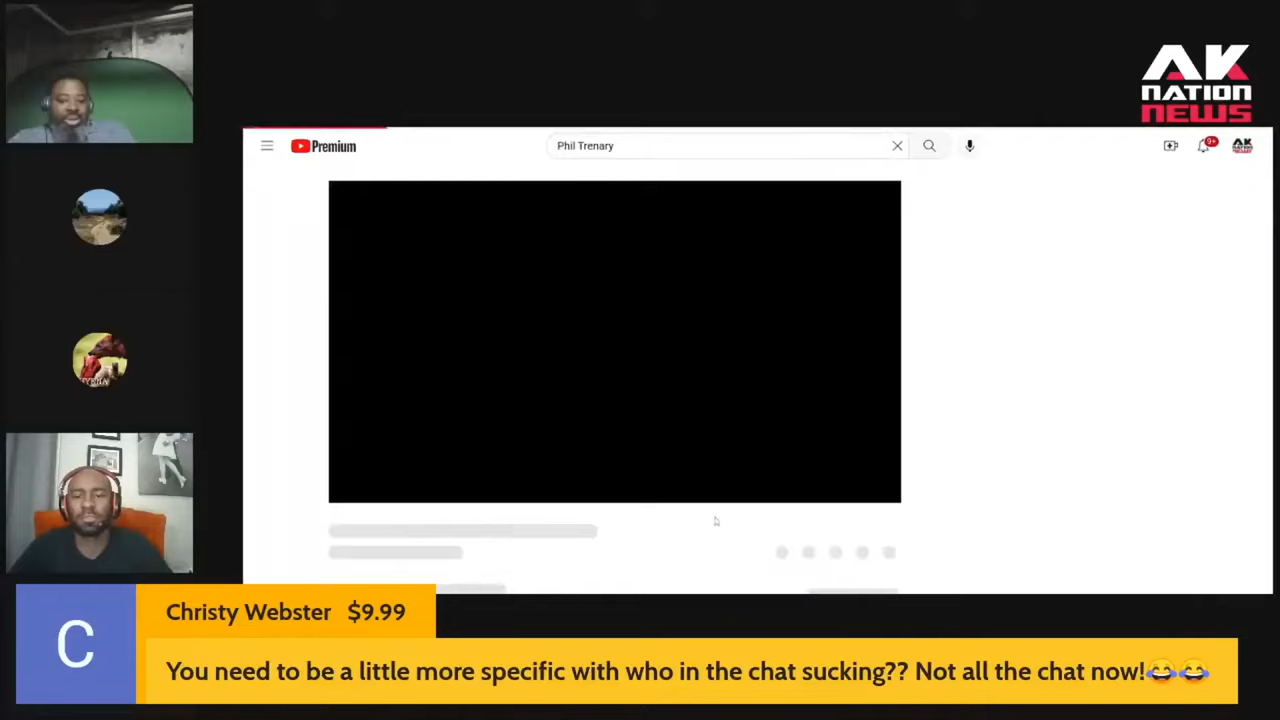 AK
NATION
NEWS
Premium
Phil Trenary
9+
Christy Webster $9.99
C
You need to be a little more specific with who in the chat sucking?? Not all the chat now!😂😂